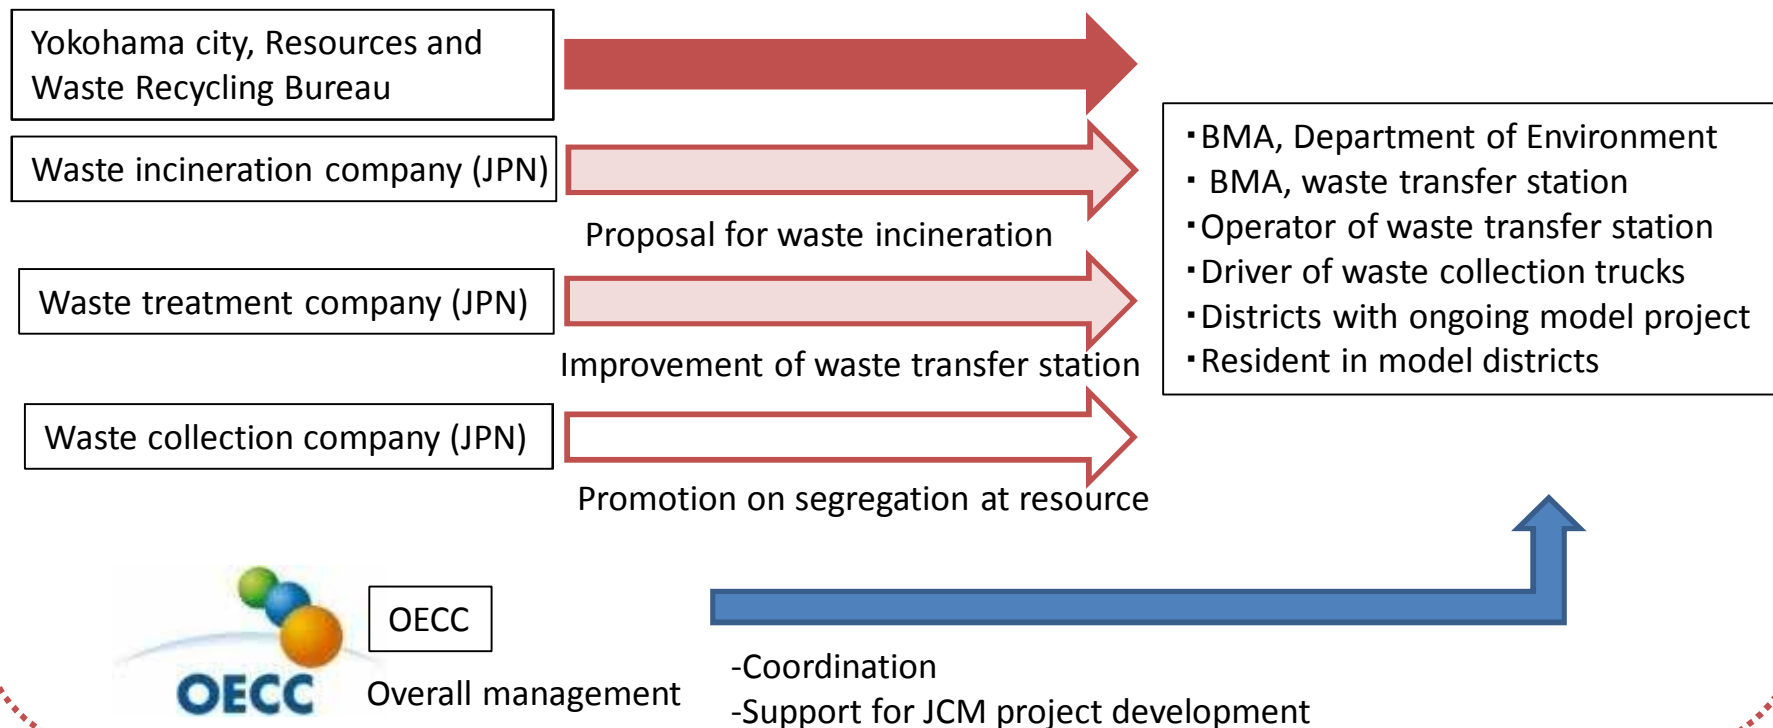 Yokohama city, Resources and
Waste Recycling Bureau
Waste incineration company (JPN)
Proposal for waste incineration
Waste treatment company (JPN)
Improvement of waste transfer station
Waste collection company (JPN)
Promotion on segregation at resource
・BMA, Department of Environment
・ BMA, waste transfer station
・Operator of waste transfer station
・Driver of waste collection trucks
・Districts with ongoing model project
・Resident in model districts
OECC
OECC
Overall management
-Coordination
-Support for JCM project development